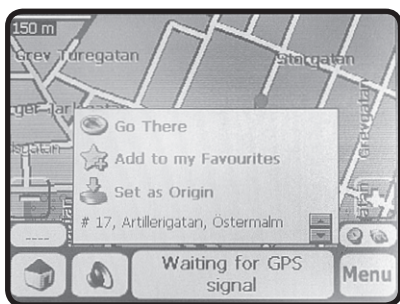 150 m
Grev Turegatan
Storgatan
Grevgatan
Go There
Add to my Favourites
Set as Origin
# 17, Artillerigatan, Östermalm
----
Waiting for GPS
signal
Menu